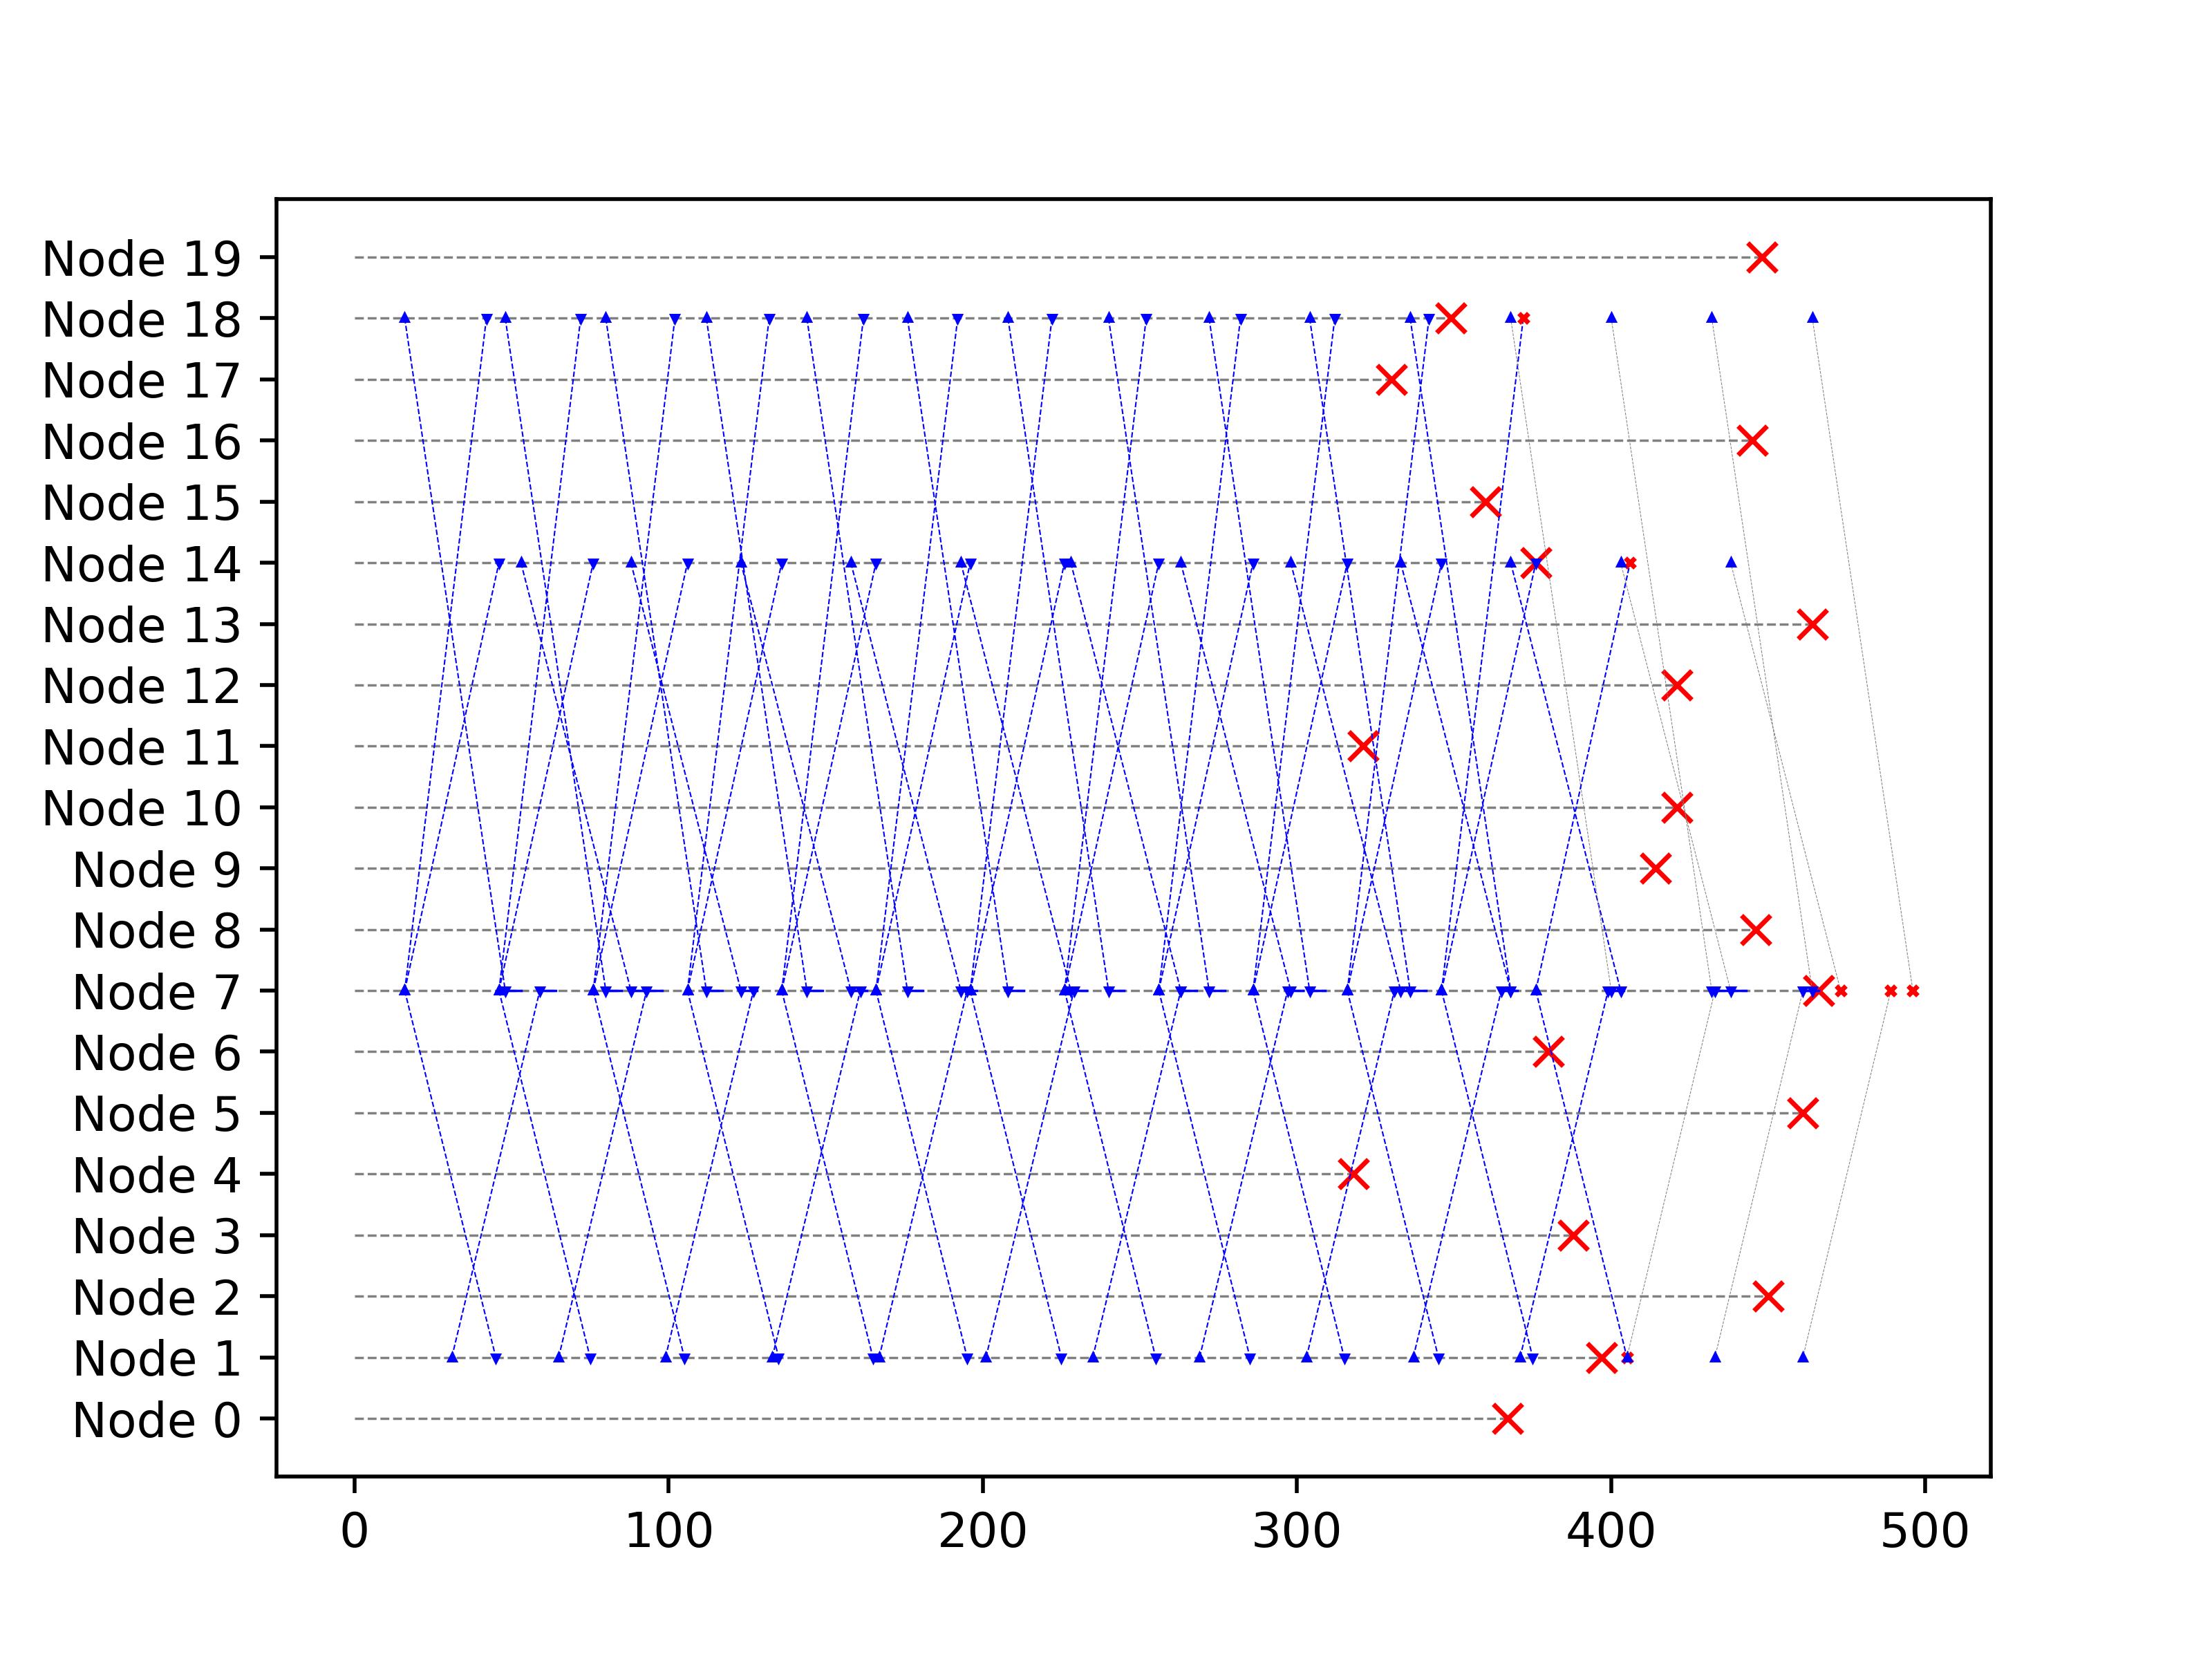 Node 19
Node 18
Node 17
Node 16
Node 15
Node 14
Node 13
Node 12
Node 11
Node 10
Node 9
Node 8
Node 7
Node 6
Node 5
Node 4
Node 3
Node 2
Node 1
Node 0
0 100 200 300 400 500